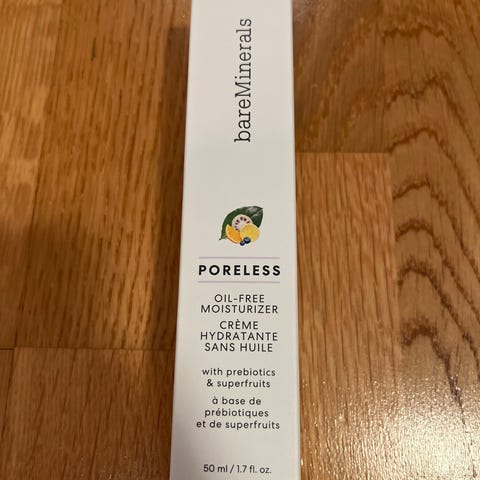 bareMinerals
PORELESS
OIL-FREE
MOISTURIZER
CRÈME
HYDRATANTE
SANS HUILE
with prebiotics
& superfruits
à base de
prébiotiques
et de superfruits
50 ml / 1.7 fl. oz.